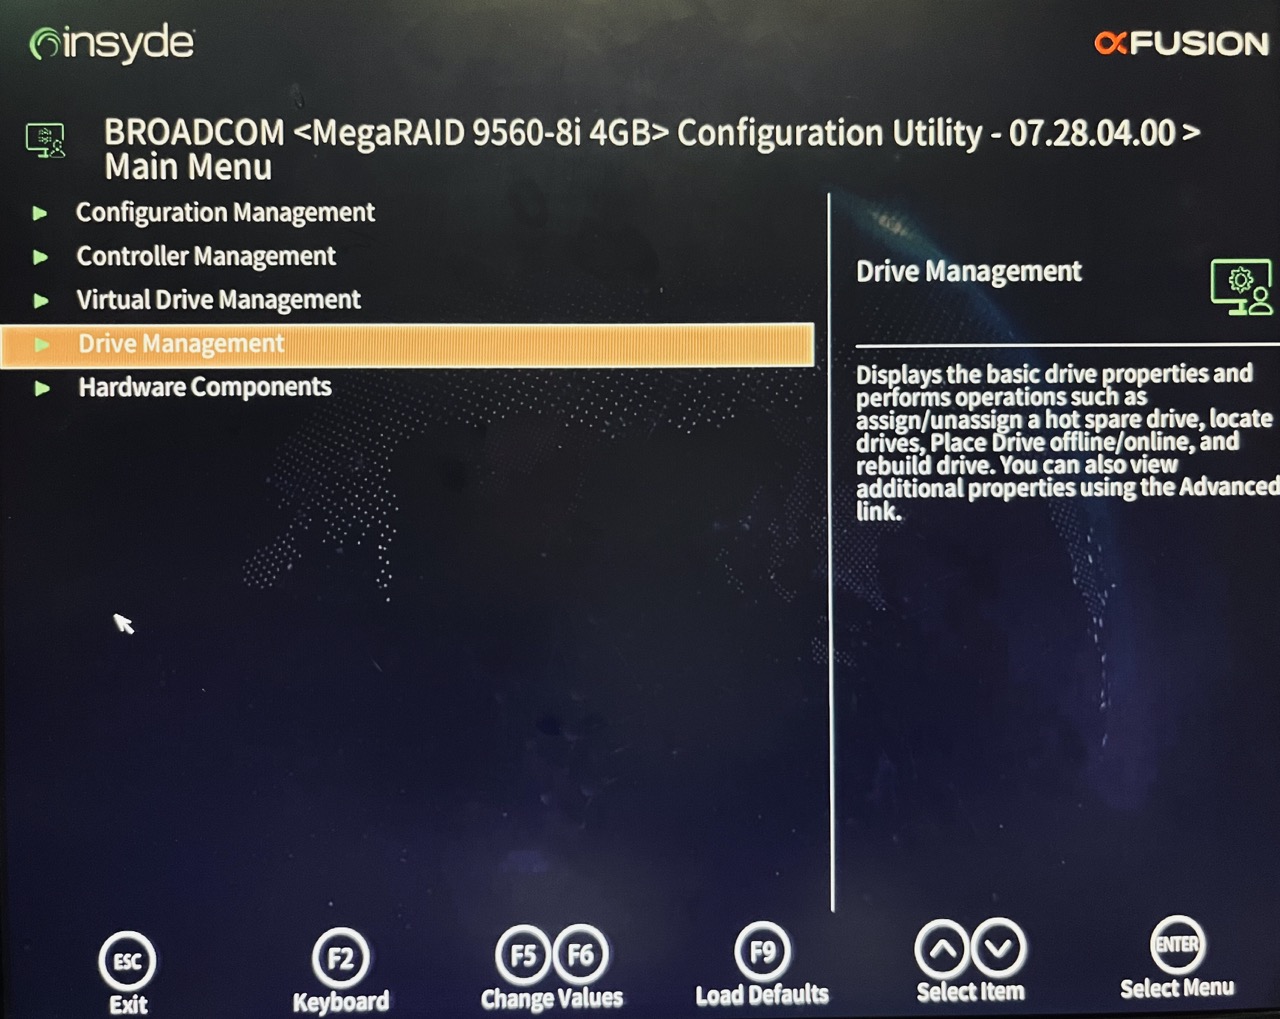 insyde
FUSION
BROADCOM <MegaRAID 9560-8i 4GB> Configuration Utility - 07.28.04.00 >
Main Menu
Configuration Management
Controller Management
Virtual Drive Management
Drive Management
Hardware Components
Drive Management
Displays the basic drive properties and
performs operations such as
assign/unassign a hot spare drive, locate
drives, Place Drive offline/online, and
rebuild drive. You can also view
additional properties using the Advanced
link.
ESC
Exit
F2
Keyboard
F5 F6
Change Values
F9
Load Defaults
Select Item
ENTER
Select Menu